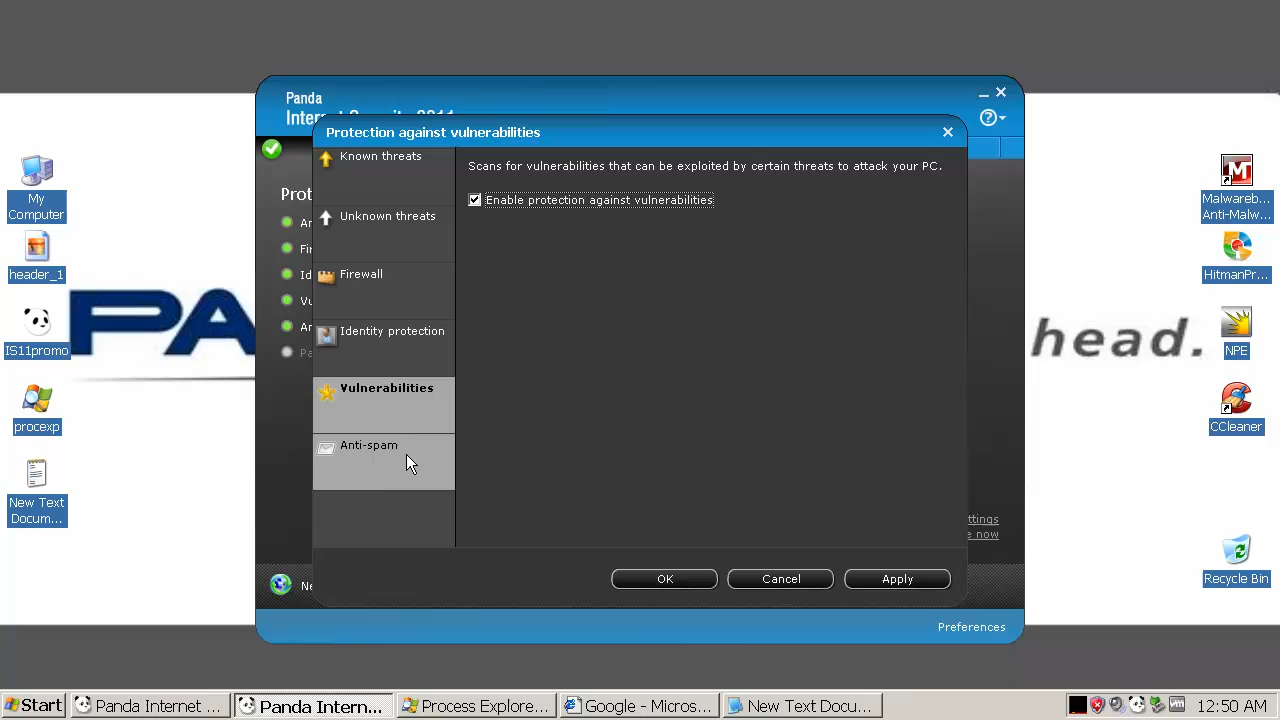 My
Computer
header_1
IS11promo
procexp
New Text
Docum...
PA
head.
Panda
Protection against vulnerabilities
Known threats
Unknown threats
Firewall
Identity protection
Vulnerabilities
Anti-spam
Scans for vulnerabilities that can be exploited by certain threats to attack your PC.
Enable protection against vulnerabilities
OK
Cancel
Apply
Preferences
Malwareb...
Anti-Malw...
HitmanPr...
NPE
CCleaner
Recycle Bin
Start
Panda Internet ...
Panda Intern...
Process Explore...
Google - Micros...
New Text Docu...
12:50 AM